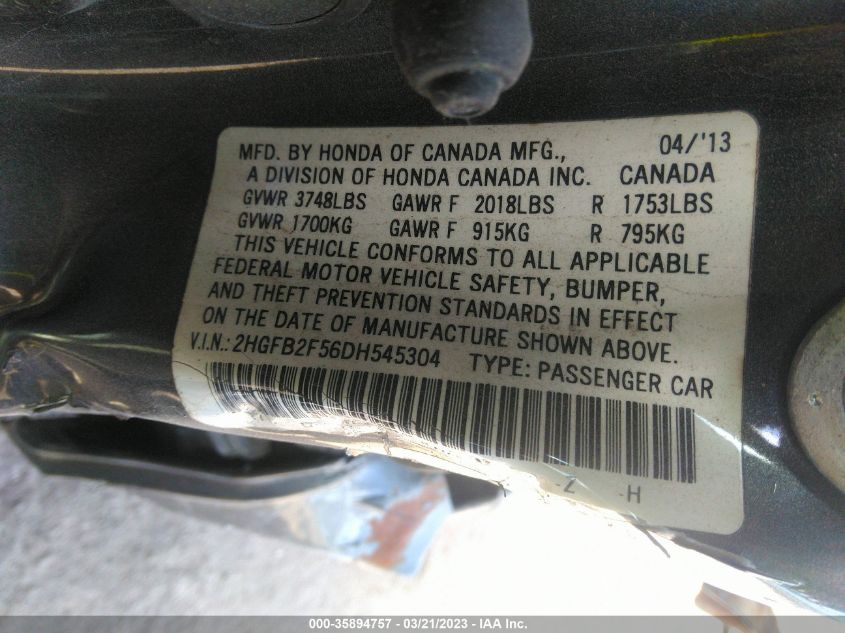 MFD. BY HONDA OF CANADA MFG., 04/'13
A DIVISION OF HONDA CANADA INC. CANADA
GVWR 3748LBS GAWR F 2018LBS R 1753LBS
GVWR 1700KG GAWR F 915KG R 795KG
THIS VEHICLE CONFORMS TO ALL APPLICABLE
FEDERAL MOTOR VEHICLE SAFETY, BUMPER,
AND THEFT PREVENTION STANDARDS IN EFFECT
ON THE DATE OF MANUFACTURE SHOWN ABOVE.
V.I.N.: 2HGFB2F56DH545304 TYPE: PASSENGER CAR
-Z- H
000-35894757 - 03/21/2023 - IAA Inc.